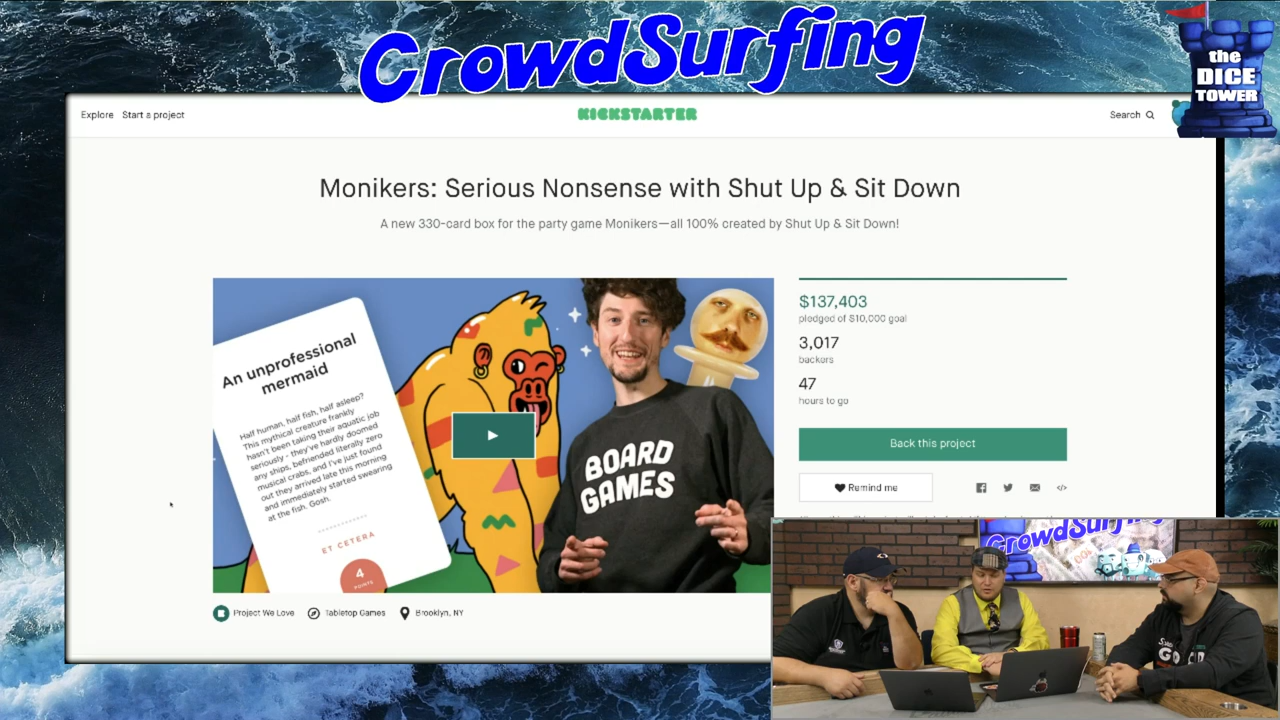 CrowdSurfing
the
DICE
TOWER
Explore Start a project
KICKSTARTER
Search
Monikers: Serious Nonsense with Shut Up & Sit Down
A new 330-card box for the party game Monikers—all 100% created by Shut Up & Sit Down!
An unprofessional
mermaid
Half human, half fish, half asleep?
This mythical creature frankly
hasn't been taking their aquatic job
seriously - they've hardly doomed
any ships, befriended literally zero
musical crabs, and I've just found
out they arrived late this morning
and immediately started swearing
at the fish. Gosh.
ET CETERA
4
POINTS
BOARD
GAMES
$137,403
pledged of $10,000 goal
3,017
backers
47
hours to go
Back this project
Remind me
Project We Love
Tabletop Games
Brooklyn, NY
CrowdSurfing